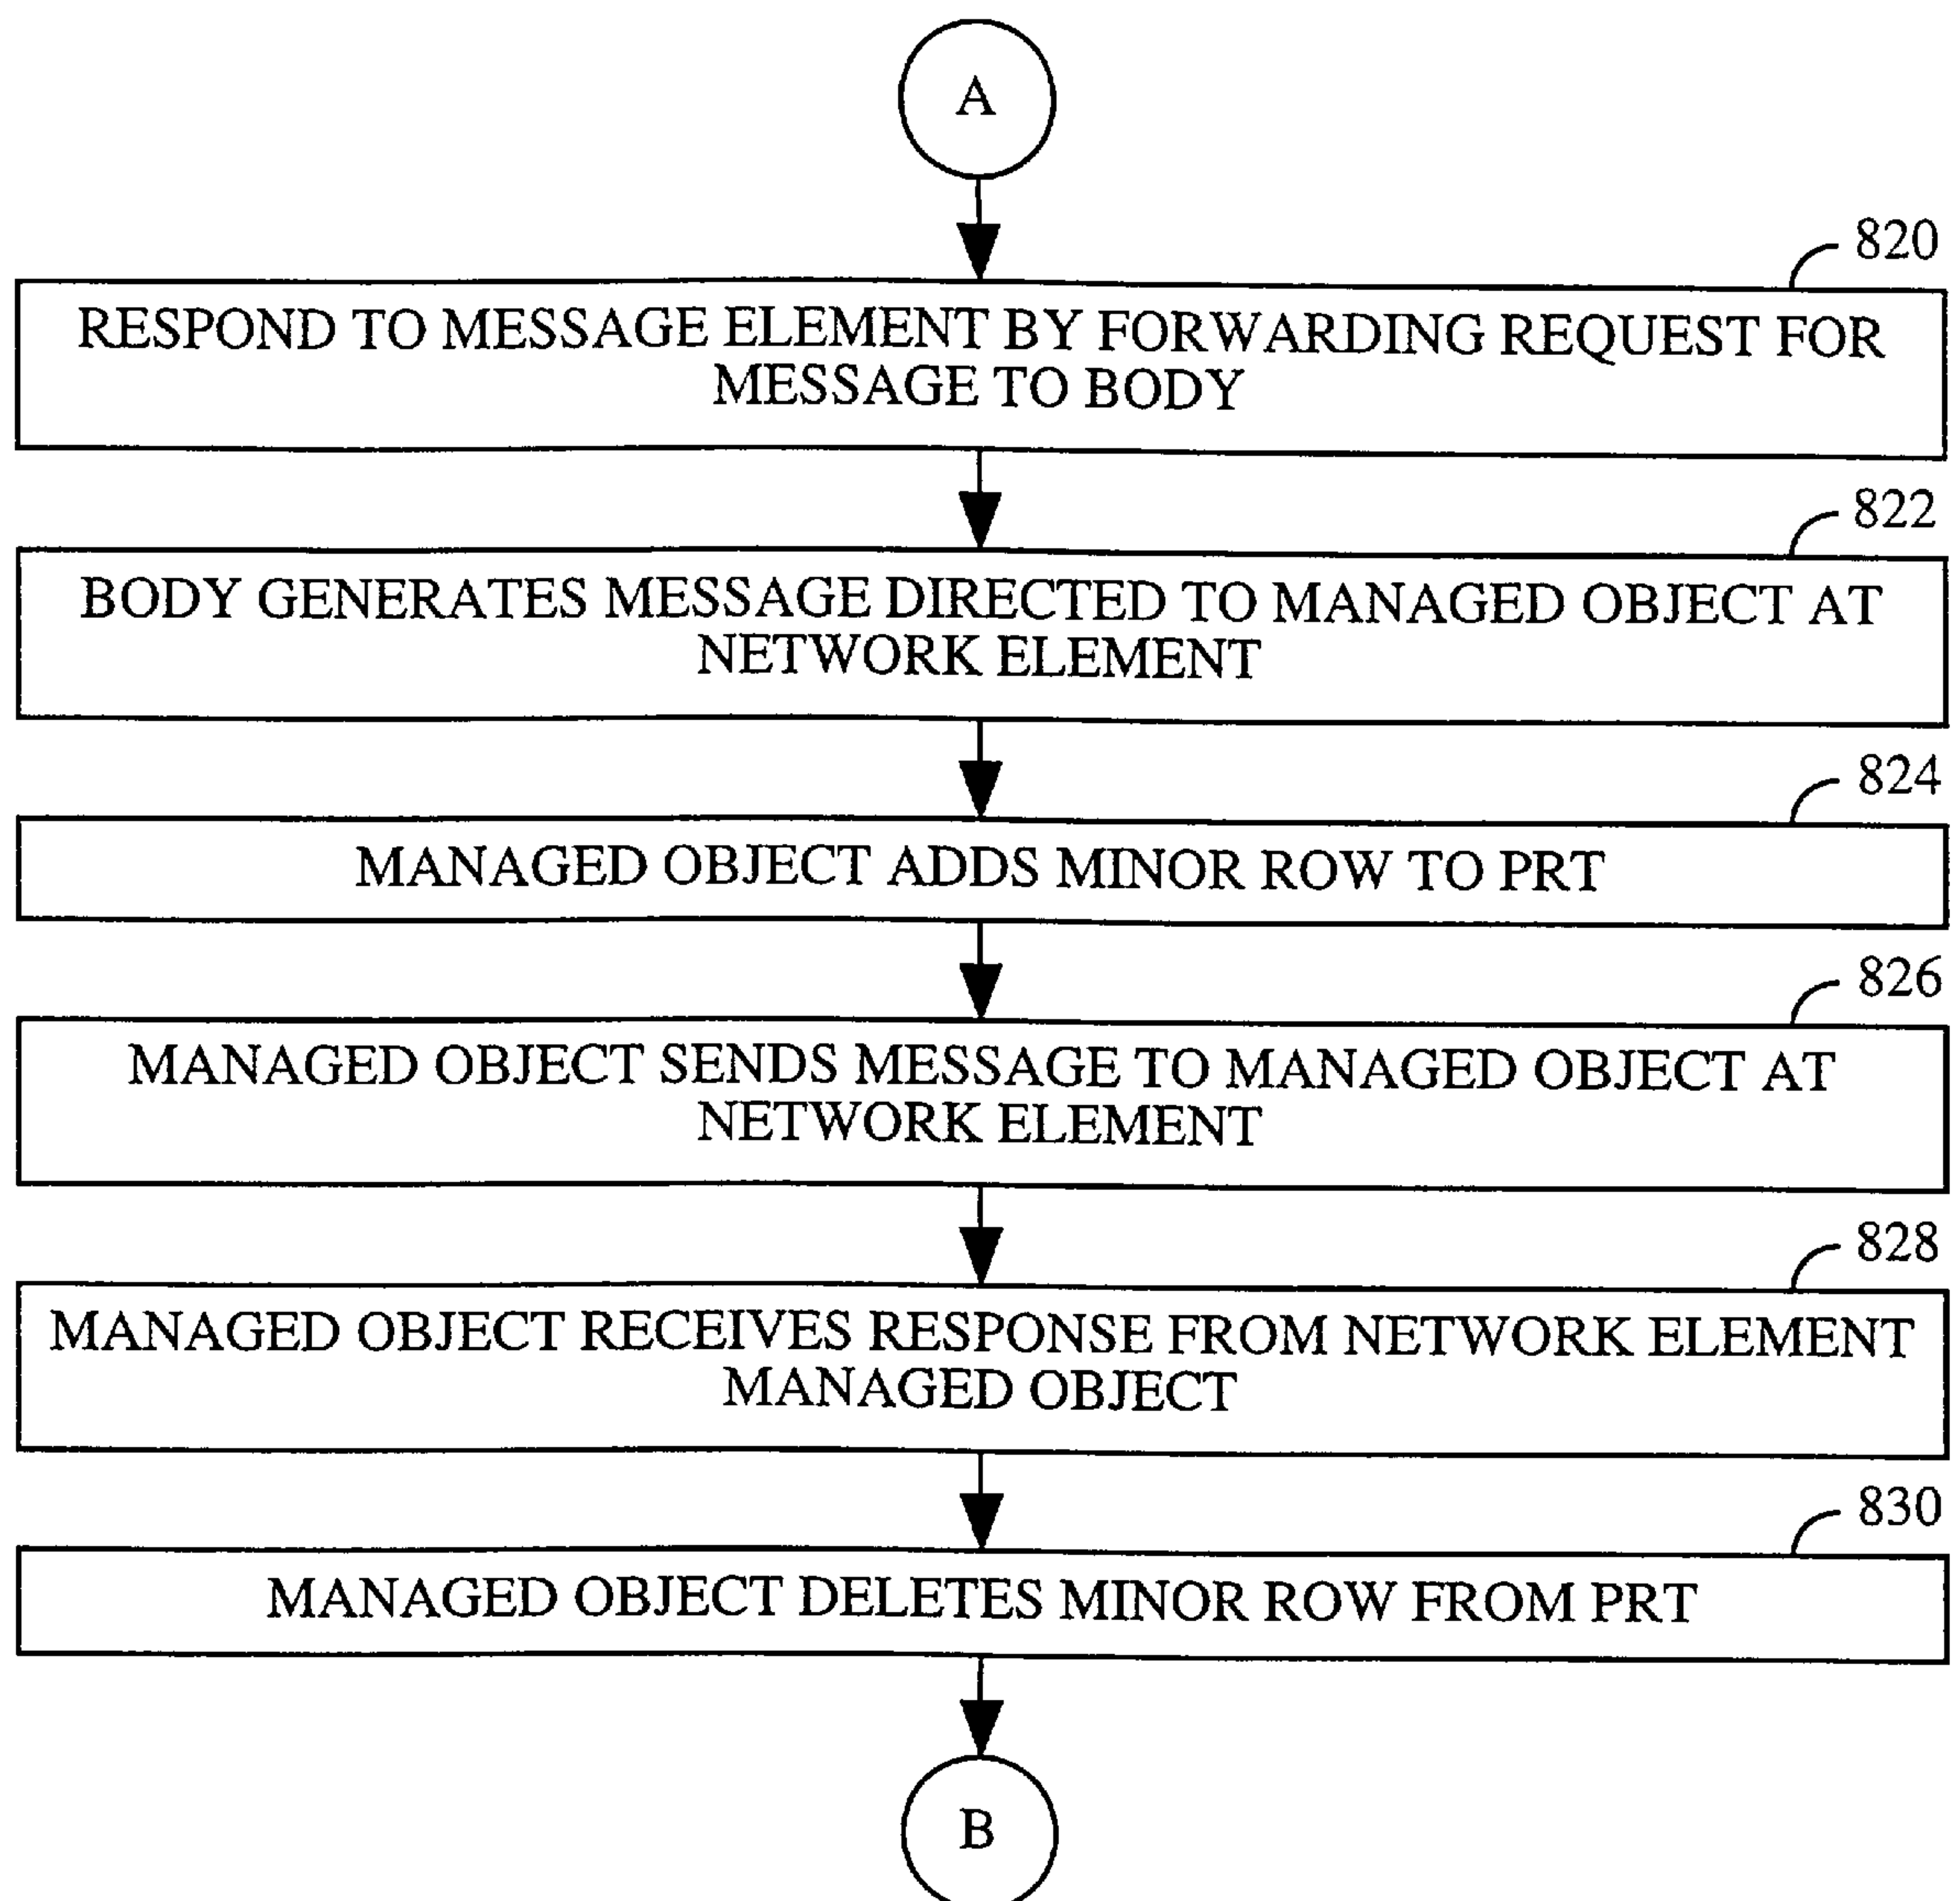 A
820
RESPOND TO MESSAGE ELEMENT BY FORWARDING REQUEST FOR
MESSAGE TO BODY
822
BODY GENERATES MESSAGE DIRECTED TO MANAGED OBJECT AT
NETWORK ELEMENT
824
MANAGED OBJECT ADDS MINOR ROW TO PRT
826
MANAGED OBJECT SENDS MESSAGE TO MANAGED OBJECT AT
NETWORK ELEMENT
828
MANAGED OBJECT RECEIVES RESPONSE FROM NETWORK ELEMENT
MANAGED OBJECT
830
MANAGED OBJECT DELETES MINOR ROW FROM PRT
B